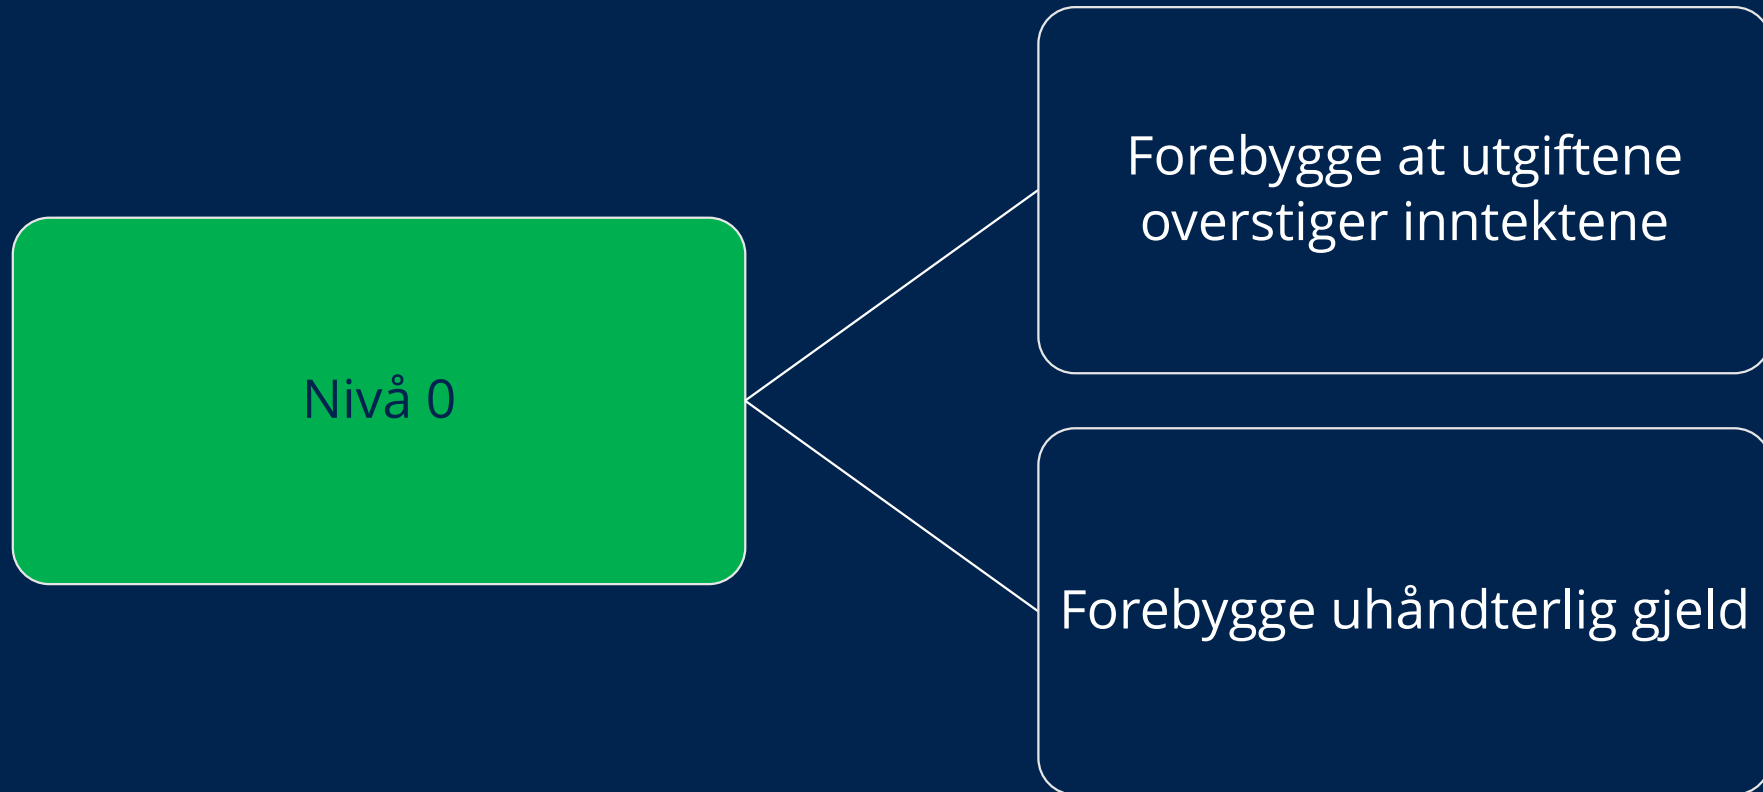 Nivå 0
Forebygge at utgiftene
overstiger inntektene
Forebygge uhåndterlig gjeld